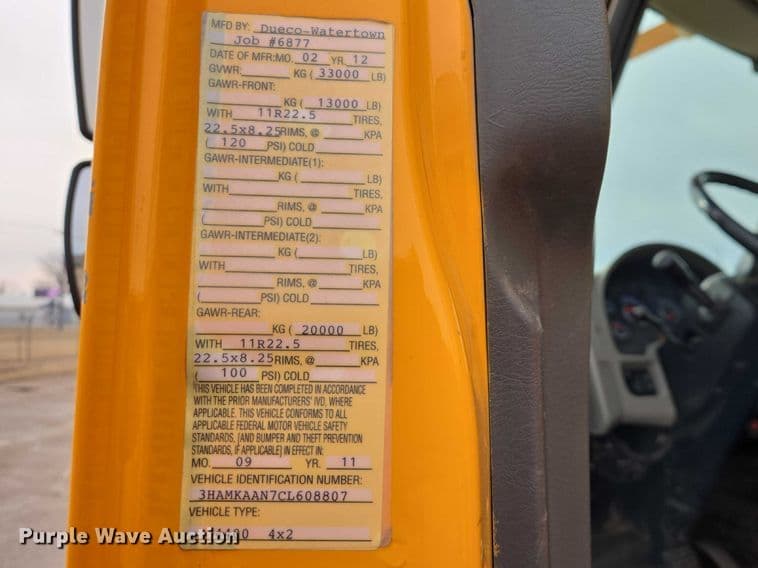 MFD BY: Dueco-Watertown
Job #6877
DATE OF MFR:MO. 02 YR. 12
GVWR: KG ( 33000 LB)
GAWR-FRONT:
KG ( 13000 LB)
WITH 11R22.5 TIRES,
22.5x8.25 RIMS, @ KPA
( 120 PSI) COLD
GAWR-INTERMEDIATE(1):
KG ( LB)
WITH TIRES,
RIMS, @ KPA
( PSI) COLD
GAWR-INTERMEDIATE(2):
KG ( LB)
WITH TIRES,
RIMS, @ KPA
( PSI) COLD
GAWR-REAR:
KG ( 20000 LB)
WITH 11R22.5 TIRES,
22.5x8.25 RIMS, @ KPA
( 100 PSI) COLD
THIS VEHICLE HAS BEEN COMPLETED IN ACCORDANCE
WITH THE PRIOR MANUFACTURERS' IVD, WHERE
APPLICABLE. THIS VEHICLE CONFORMS TO ALL
APPLICABLE FEDERAL MOTOR VEHICLE SAFETY
STANDARDS, [AND BUMPER AND THEFT PREVENTION
STANDARDS, IF APPLICABLE] IN EFFECT IN:
MO. 09 YR. 11
VEHICLE IDENTIFICATION NUMBER:
3HAMKAAN7CL608807
VEHICLE TYPE:
4x2
Purple Wave Auction